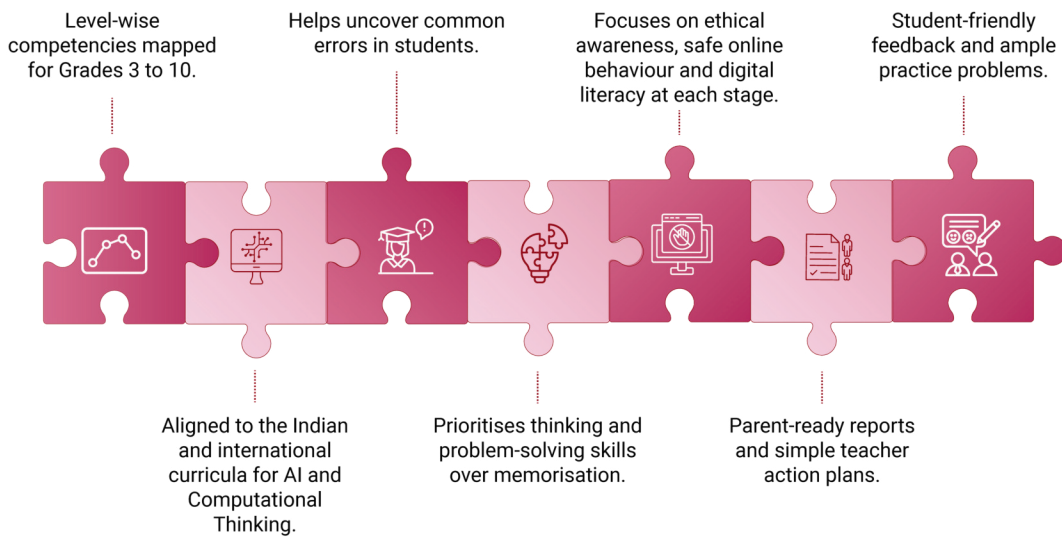 Level-wise
competencies mapped
for Grades 3 to 10.
Helps uncover common
errors in students.
Focuses on ethical
awareness, safe online
behaviour and digital
literacy at each stage.
Student-friendly
feedback and ample
practice problems.
Aligned to the Indian
and international
curricula for AI and
Computational
Thinking.
Prioritises thinking and
problem-solving skills
over memorisation.
Parent-ready reports
and simple teacher
action plans.